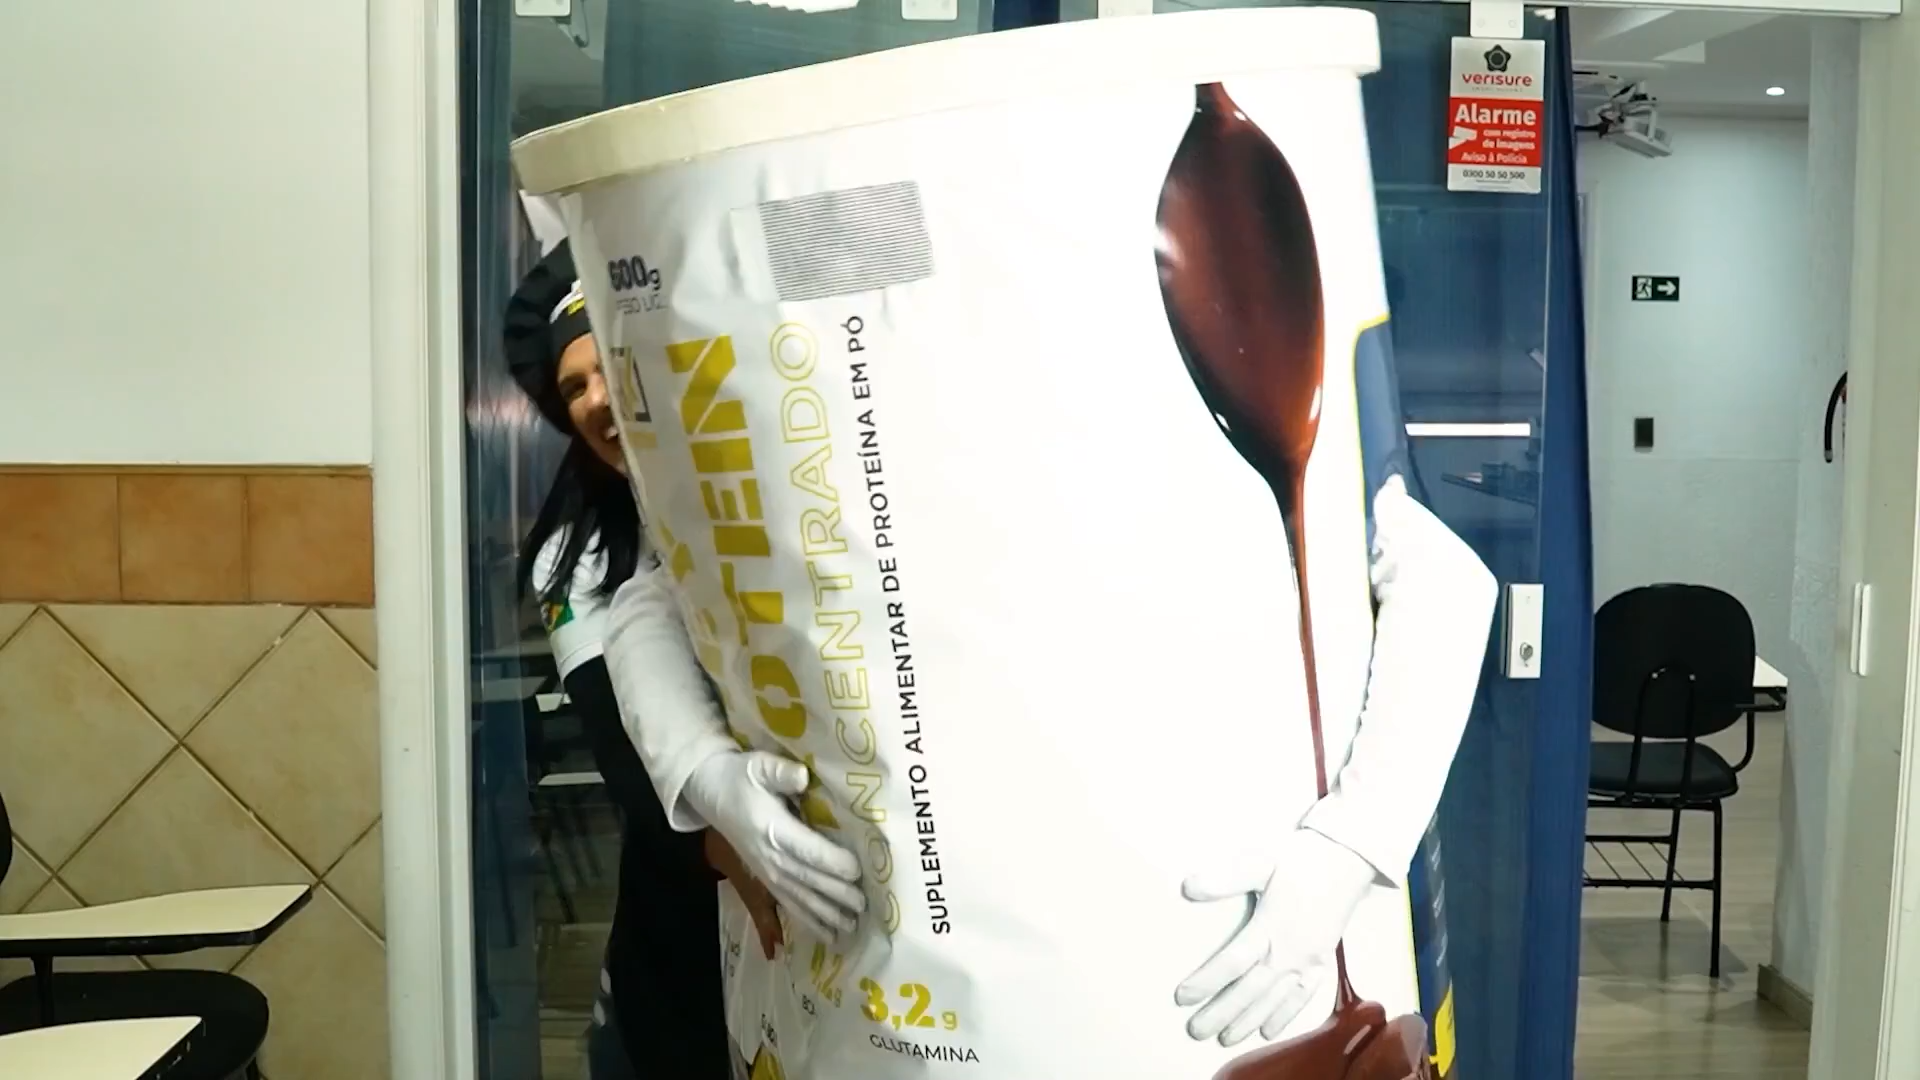 verisure
Alarme
com registro
de imagens
Aviso à Polícia
0300 50 50 500
600g
PROTEIN
CONCENTRADO
SUPLEMENTO ALIMENTAR DE PROTEÍNA EM PÓ
3,2g
GLUTAMINA